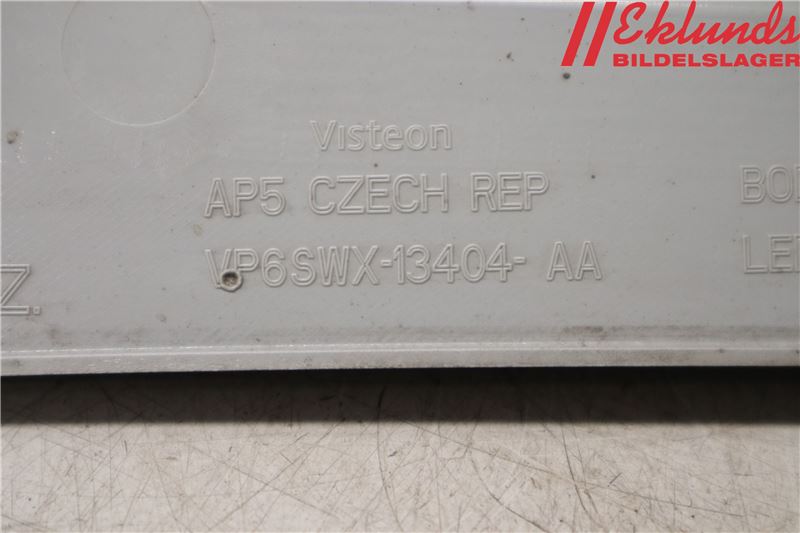 Eklunds
BILDELSLAGER
Visteon
AP5 CZECH REP
VP6SWX-13404- AA
Z.